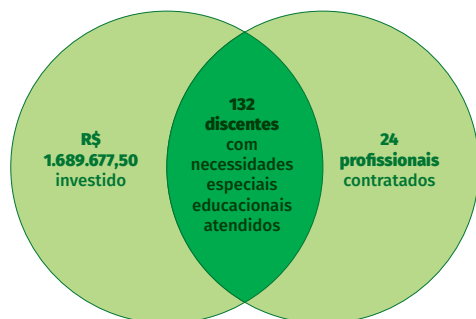 R$
1.689.677,50
investido
132
discentes
com
necessidades
especiais
educacionais
atendidos
24
profissionais
contratados